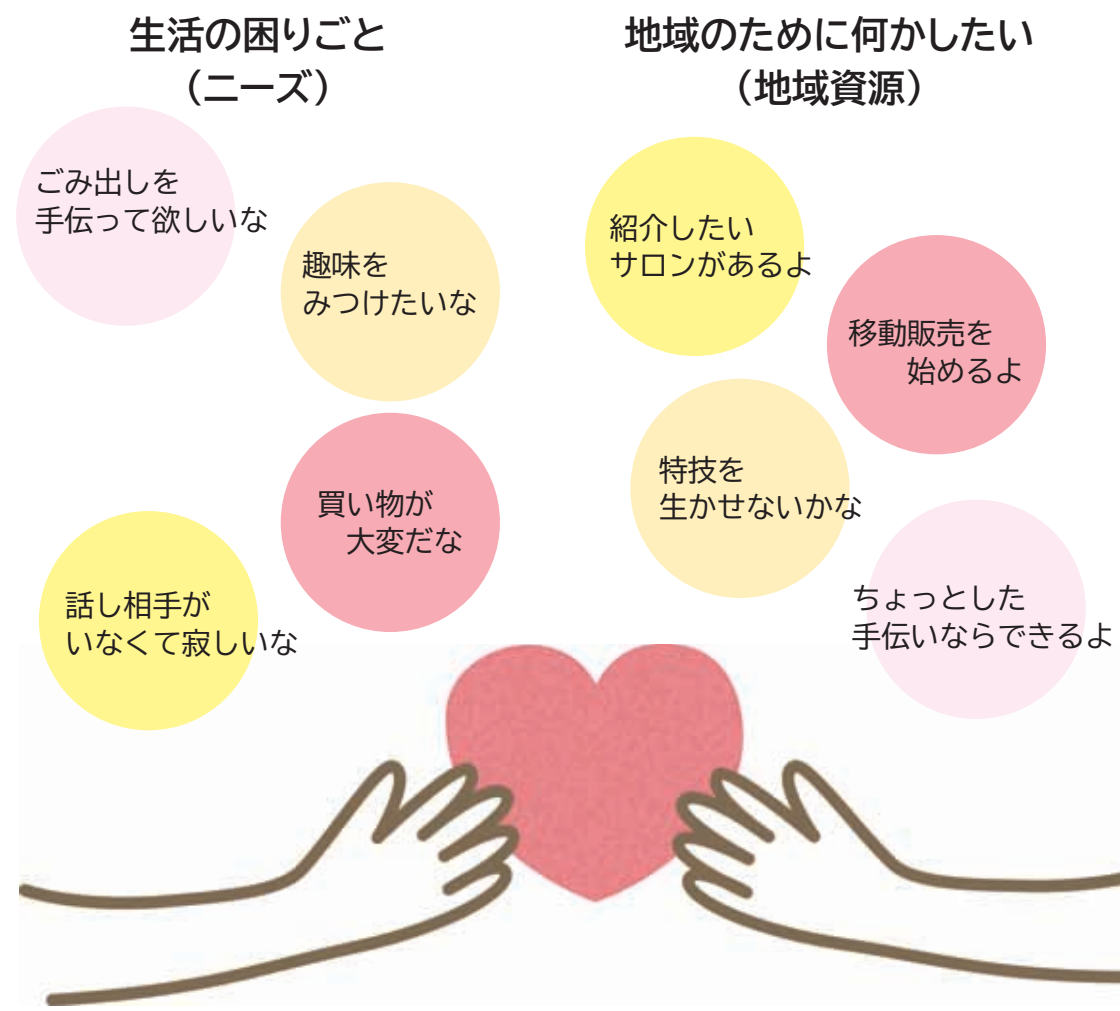 生活の困りごと
（ニーズ）
ごみ出しを
手伝って欲しいな
趣味を
みつけたいな
買い物が
大変だな
話し相手が
いなくて寂しいな
地域のために何かしたい
（地域資源）
紹介したい
サロンがあるよ
移動販売を
始めるよ
特技を
生かせないかな
ちょっとした
手伝いならできるよ